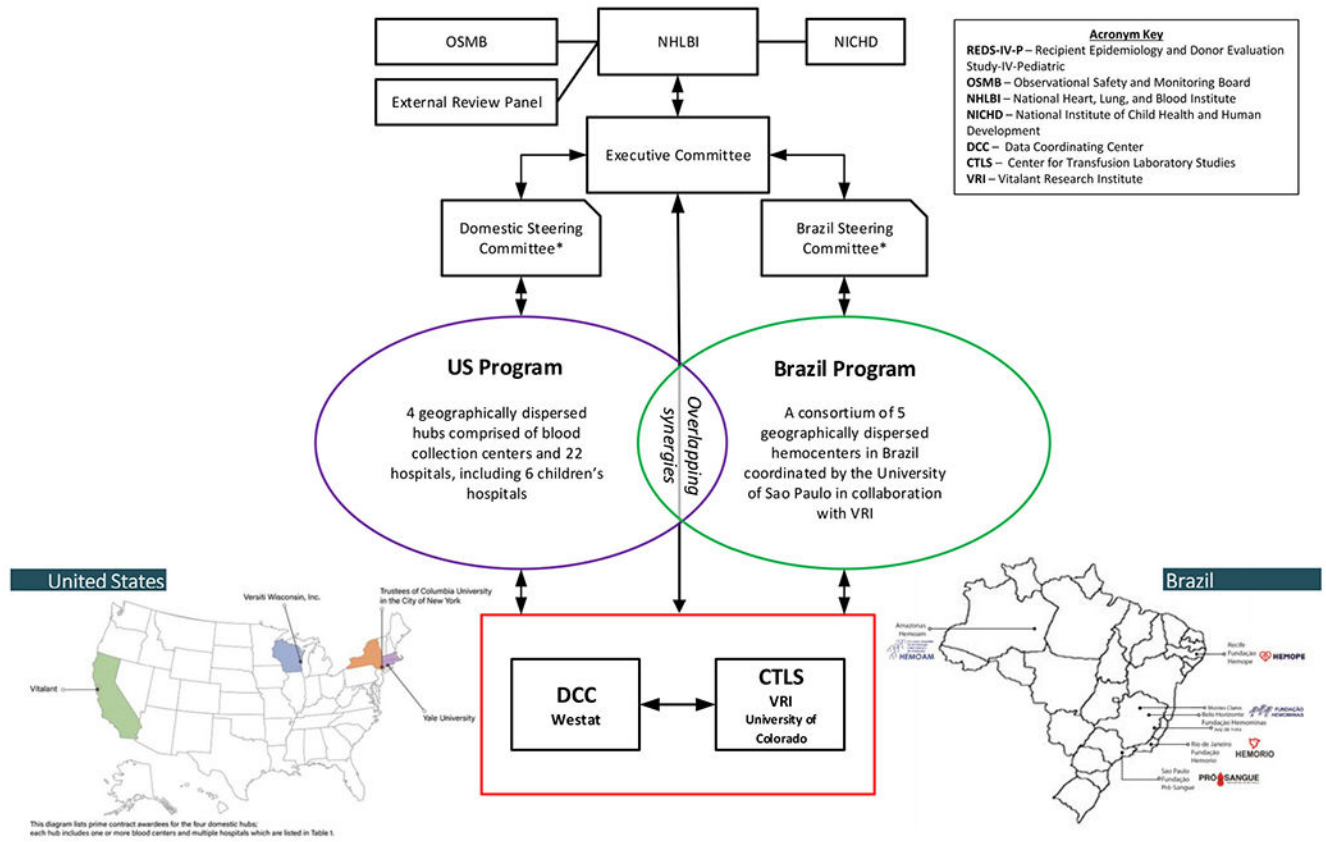 OSMB
NHLBI
NICHD
External Review Panel
Acronym Key
REDS-IV-P – Recipient Epidemiology and Donor Evaluation
Study-IV-Pediatric
OSMB – Observational Safety and Monitoring Board
NHLBI – National Heart, Lung, and Blood Institute
NICHD – National Institute of Child Health and Human
Development
DCC – Data Coordinating Center
CTLS – Center for Transfusion Laboratory Studies
VRI – Vitalant Research Institute
Executive Committee
Domestic Steering
Committee*
Brazil Steering
Committee*
US Program
4 geographically dispersed
hubs comprised of blood
collection centers and 22
hospitals, including 6 children's
hospitals
Overlapping
synergies
Brazil Program
A consortium of 5
geographically dispersed
hemocenters in Brazil
coordinated by the University
of Sao Paulo in collaboration
with VRI
United States
Versiti Wisconsin, Inc.
Trustees of Columbia University
in the City of New York
Vitalant
Yale University
This diagram lists prime contract awardees for the four domestic hubs;
each hub includes one or more blood centers and multiple hospitals which are listed in Table 1.
DCC
Westat
CTLS
VRI
University of
Colorado
Brazil
Amazonas
Hemoam
HEMOAM
Recife
Fundação
Hemope
HEMOPE
Montes Claros
Belo Horizonte
Fundação Hemominas
FUNDAÇÃO
HEMOMINAS
Rio de Janeiro
Fundação
Hemorio
HEMORIO
Sao Paulo
Fundação
Pró-Sangue
PRÓ-SANGUE